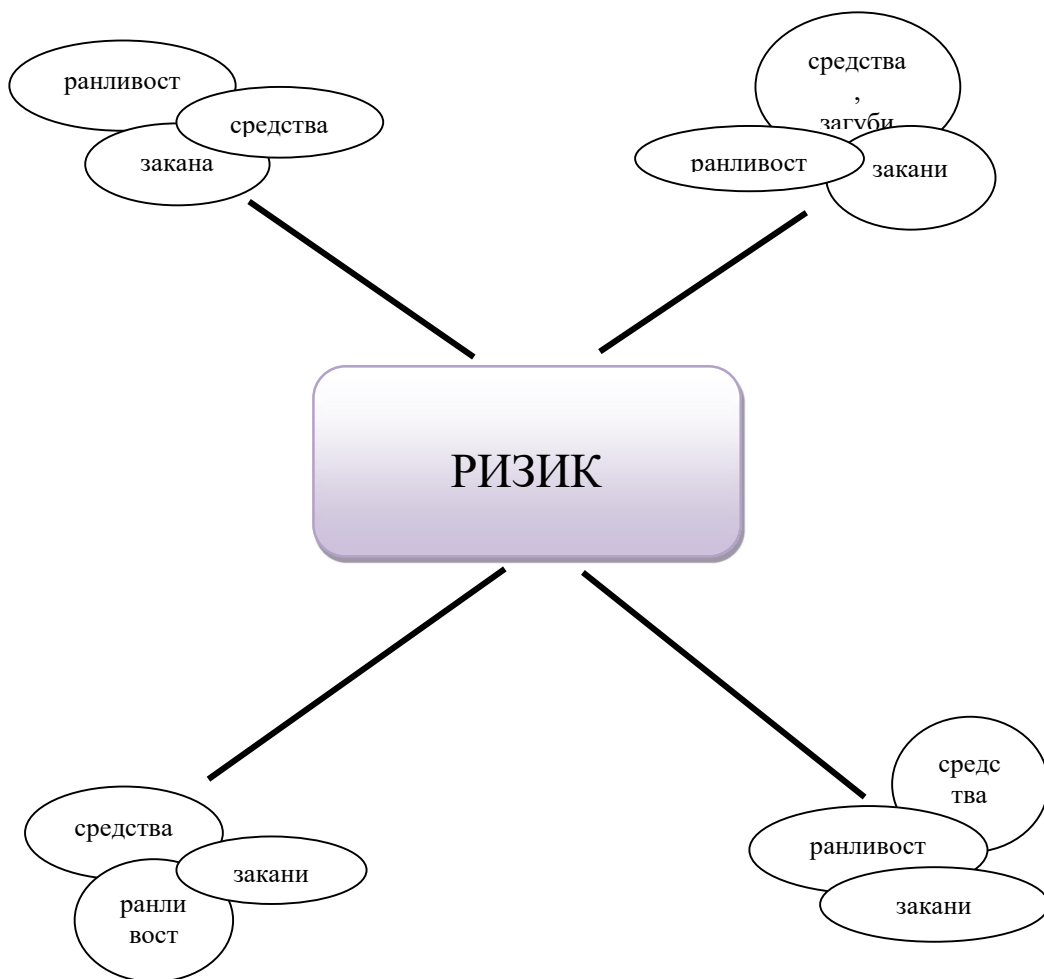 ранливост
средства
закана
средства
,
загуби
ранливост
закани
РИЗИК
средства
закани
ранли
вост
средс
тва
ранливост
закани